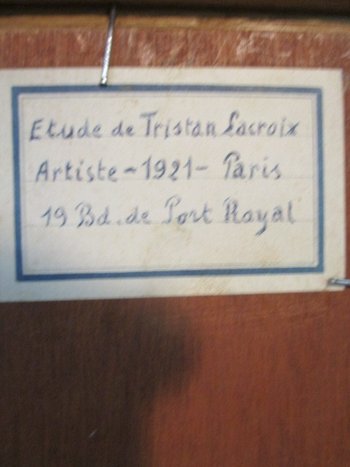 Etude de Tristan Lacroix
Artiste - 1921 - Paris
19 Bd. de Port Royal